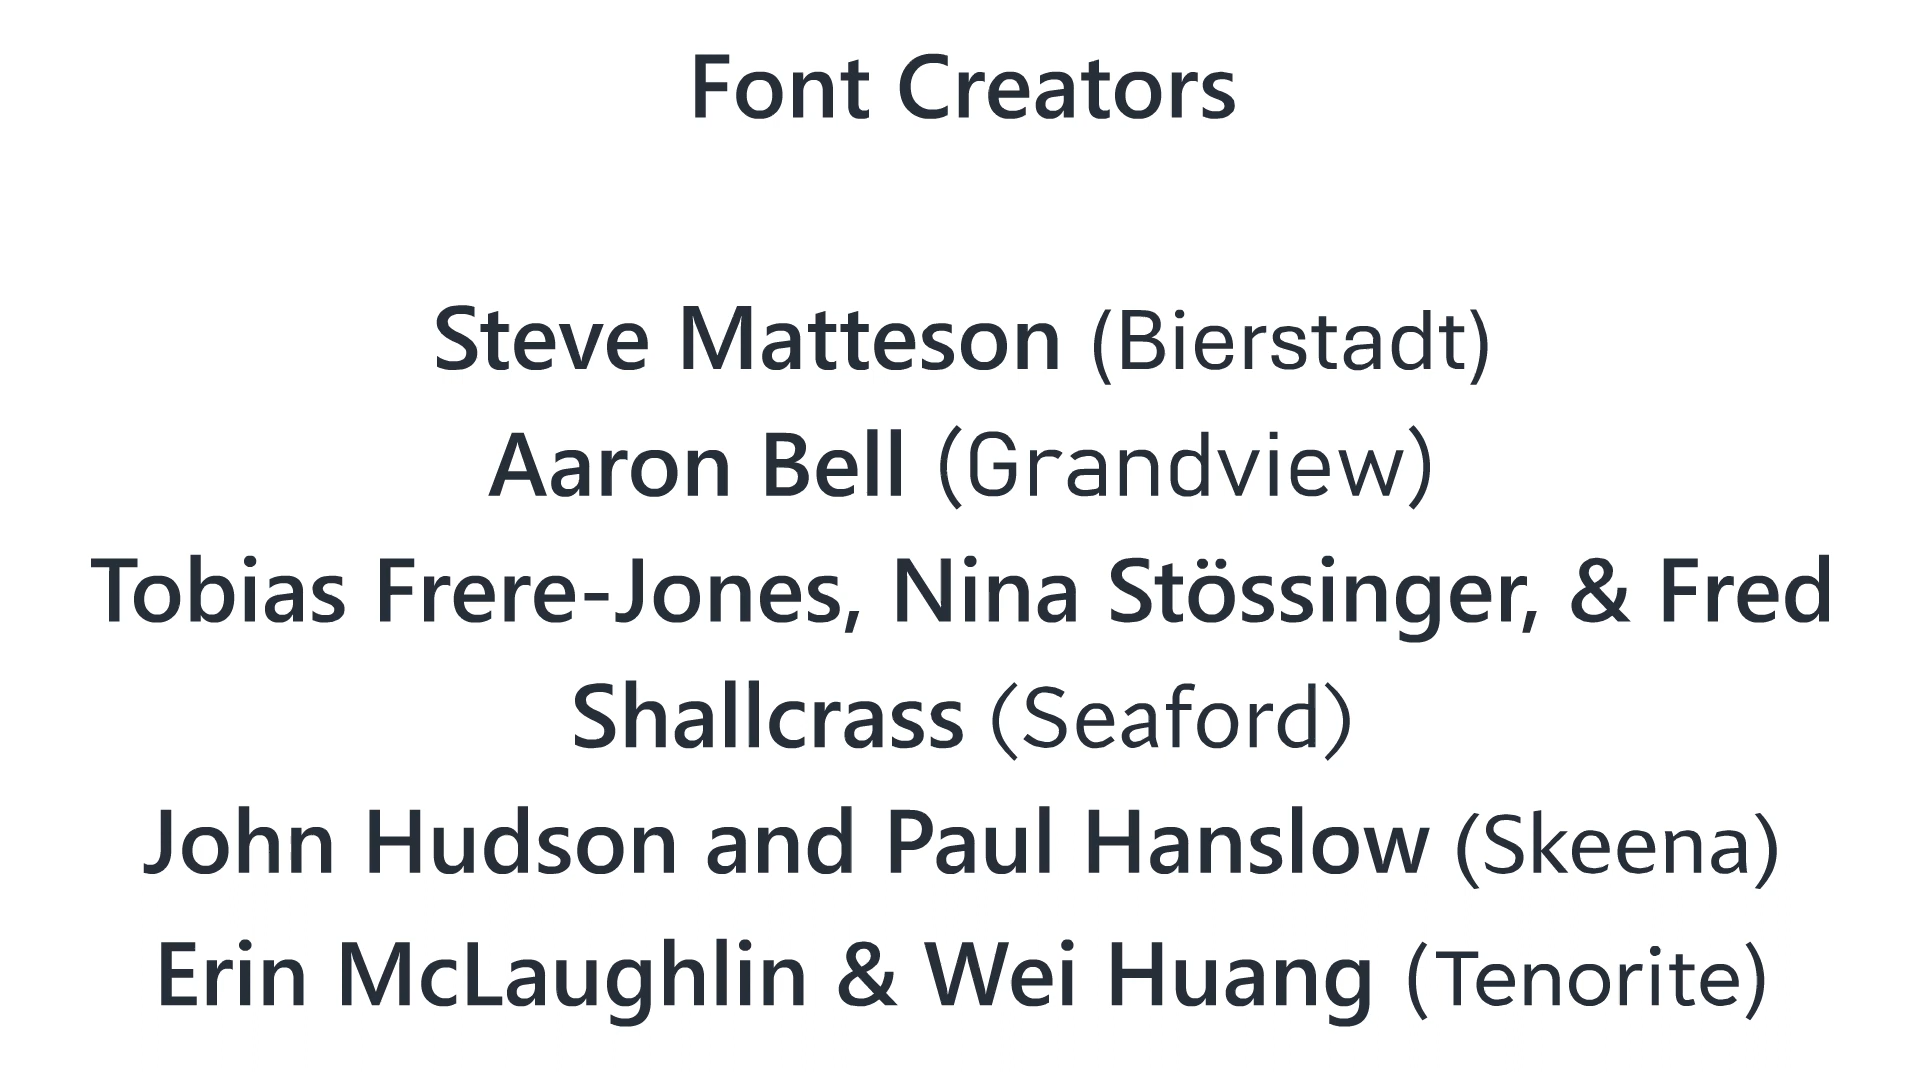 Font Creators
Steve Matteson (Bierstadt)
Aaron Bell (Grandview)
Tobias Frere-Jones, Nina Stössinger, & Fred
Shallcrass (Seaford)
John Hudson and Paul Hanslow (Skeena)
Erin McLaughlin & Wei Huang (Tenorite)